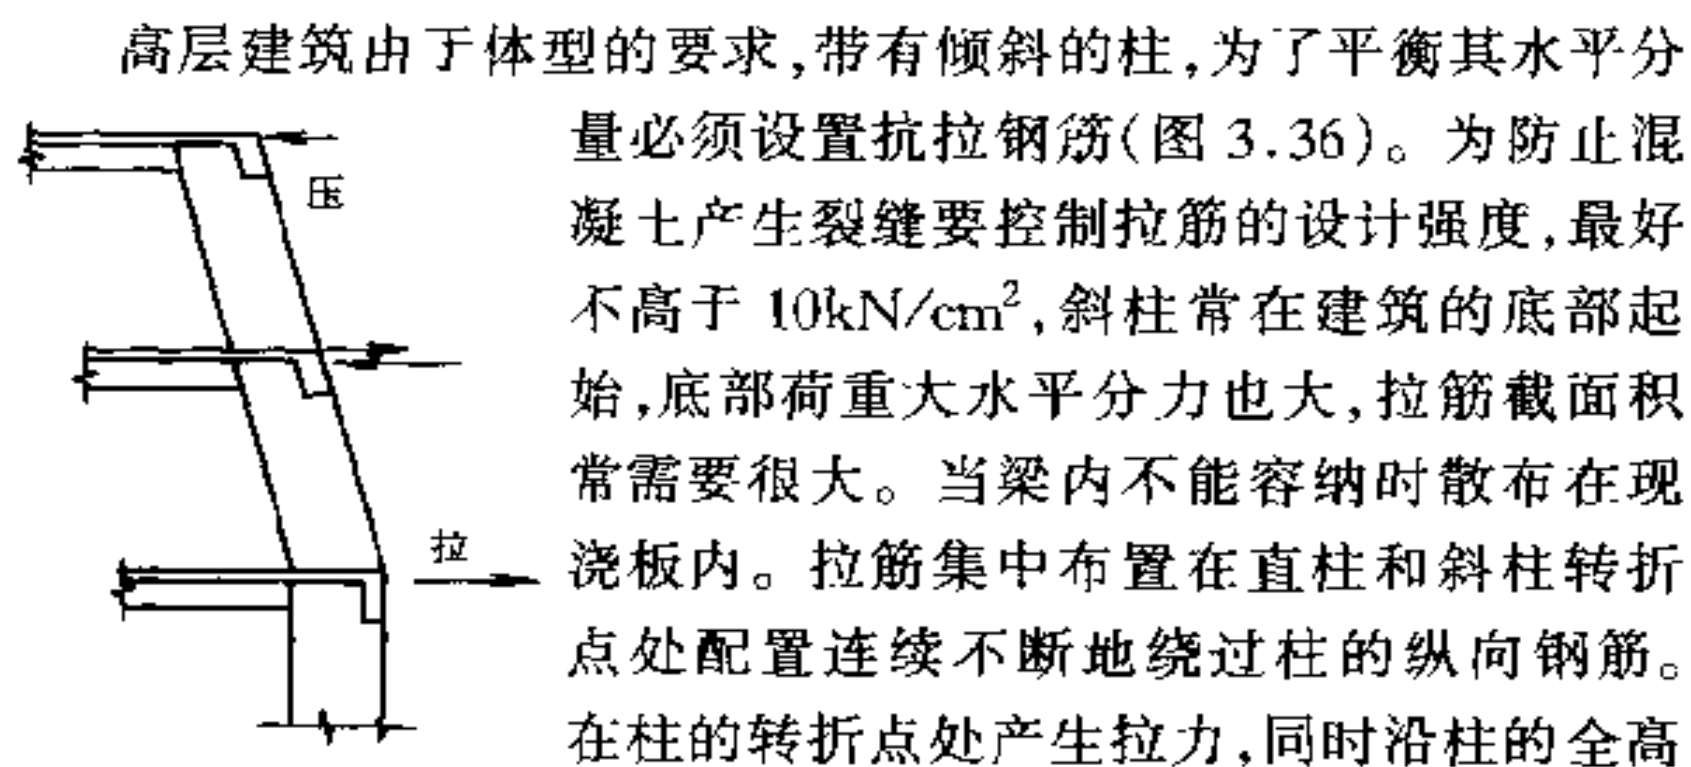 高层建筑由于体型的要求,带有倾斜的柱,为了平衡其水平分
量必须设置抗拉钢筋(图 3.36)。为防止混
凝土产生裂缝要控制拉筋的设计强度,最好
不高于 10kN/cm²,斜柱常在建筑的底部起
始,底部荷重大水平分力也大,拉筋截面积
常需要很大。当梁内不能容纳时散布在现
浇板内。拉筋集中布置在直柱和斜柱转折
点处配置连续不断地绕过柱的纵向钢筋。
在柱的转折点处产生拉力,同时沿柱的全高
压
拉